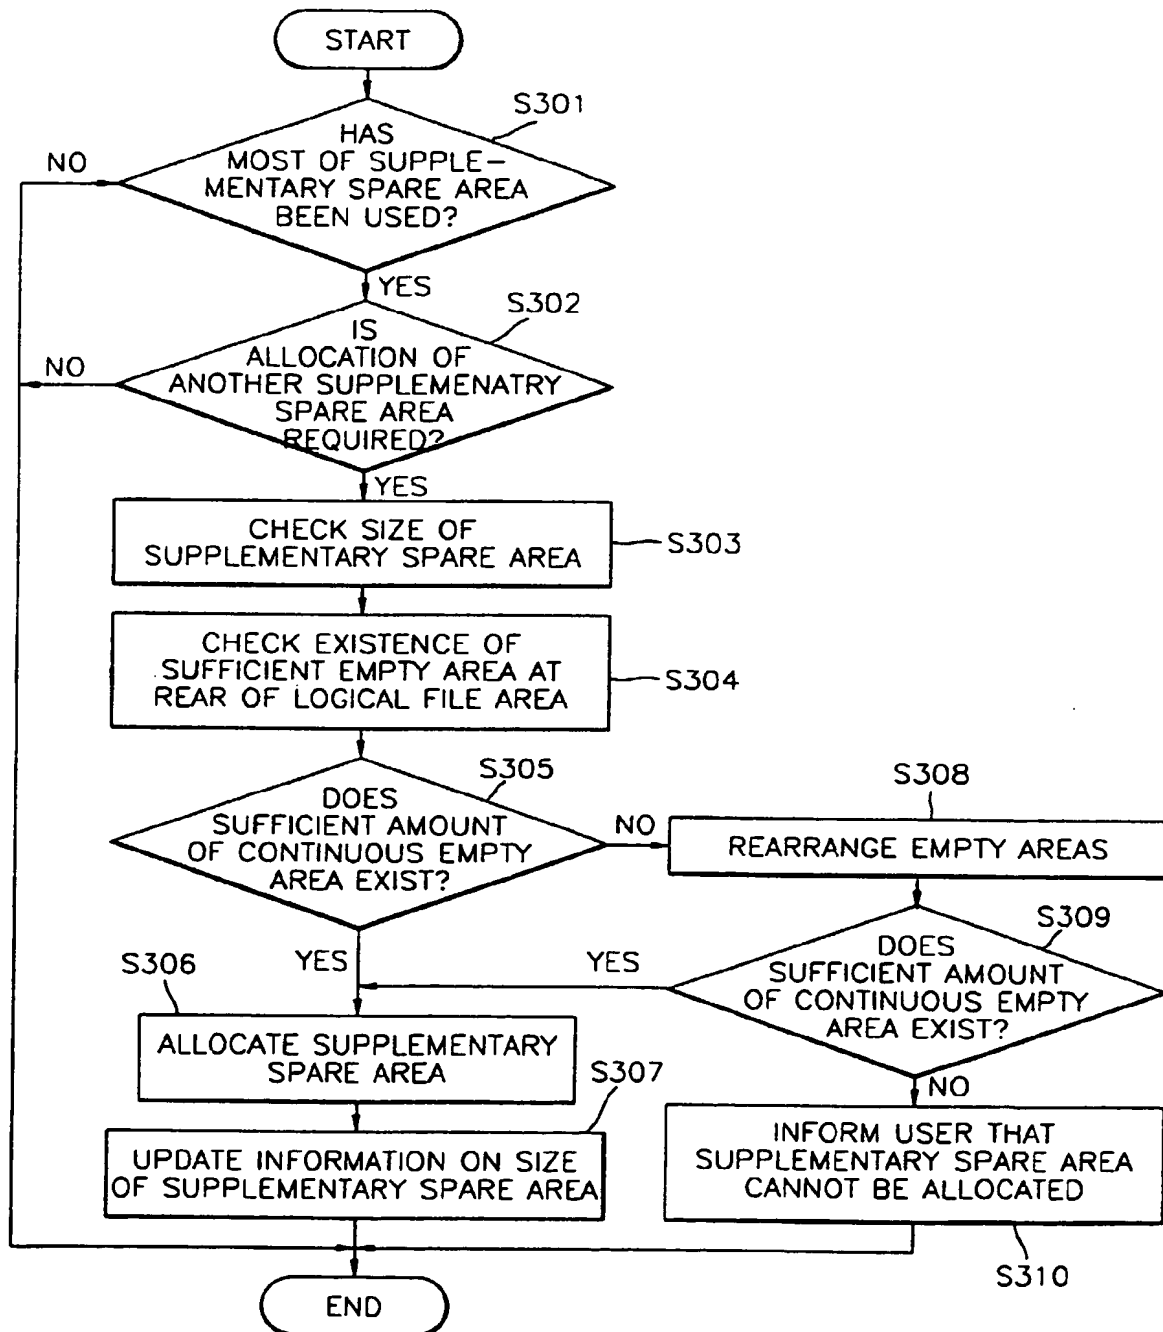 START
S301
HAS
MOST OF SUPPLE-
MENTARY SPARE AREA
BEEN USED?
NO
YES
S302
IS
ALLOCATION OF
ANOTHER SUPPLEMENATRY
SPARE AREA
REQUIRED?
NO
YES
CHECK SIZE OF
SUPPLEMENTARY SPARE AREA
S303
CHECK EXISTENCE OF
SUFFICIENT EMPTY AREA AT
REAR OF LOGICAL FILE AREA
S304
S305
DOES
SUFFICIENT AMOUNT
OF CONTINUOUS EMPTY
AREA EXIST?
NO
S308
REARRANGE EMPTY AREAS
S309
DOES
SUFFICIENT AMOUNT
OF CONTINUOUS EMPTY
AREA EXIST?
YES
YES
S306
ALLOCATE SUPPLEMENTARY
SPARE AREA
S307
UPDATE INFORMATION ON SIZE
OF SUPPLEMENTARY SPARE AREA
NO
INFORM USER THAT
SUPPLEMENTARY SPARE AREA
CANNOT BE ALLOCATED
S310
END